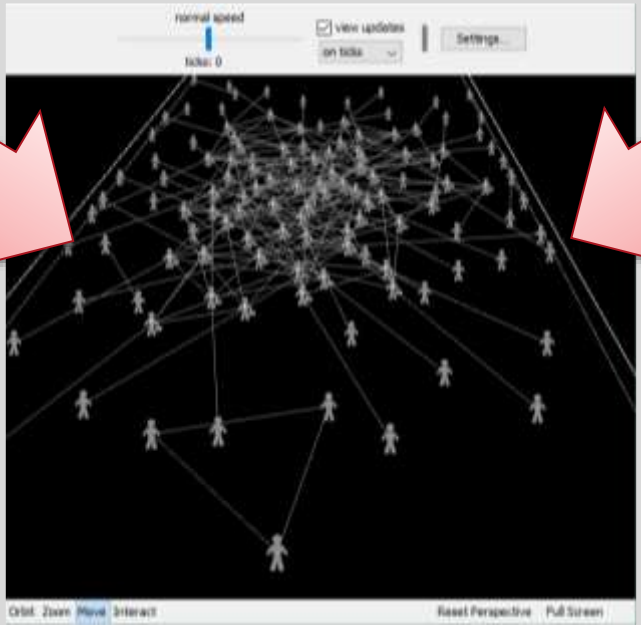 normal speed
view updates
on ticks
Settings...
ticks: 0
Orbit Zoom Move Interact
Reset Perspective Full Screen